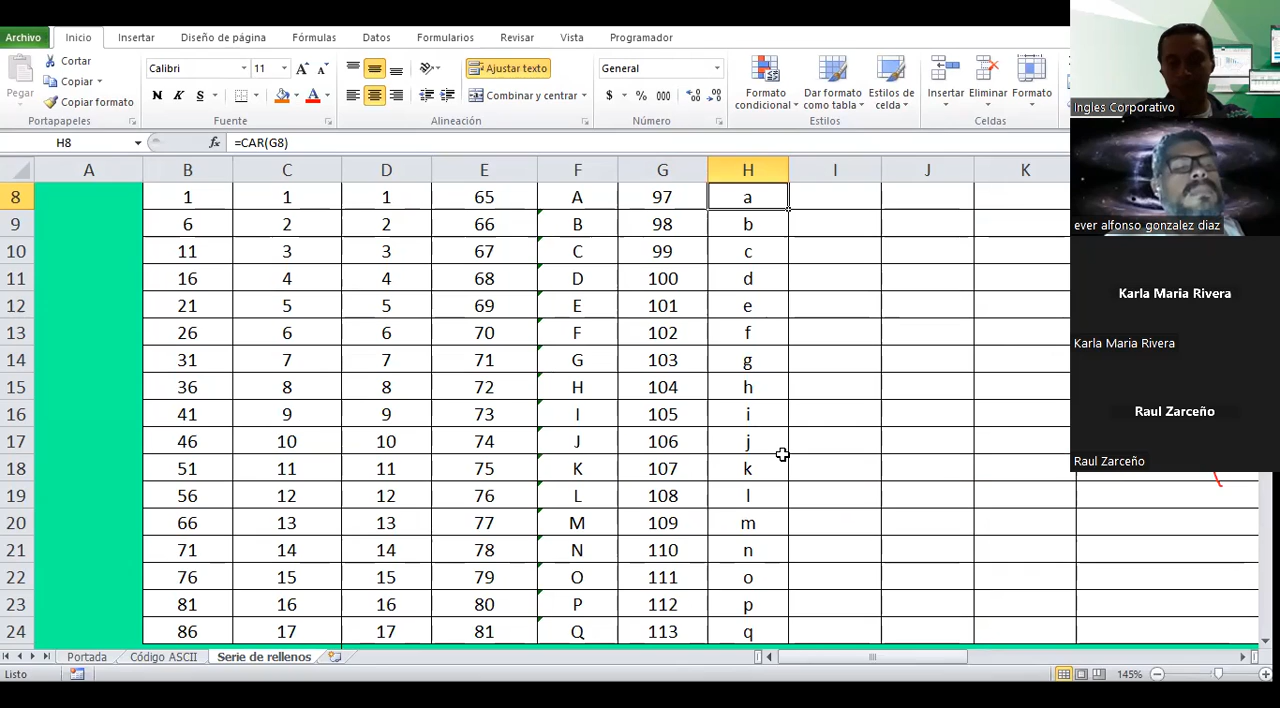 Archivo Inicio Insertar Diseño de página Fórmulas Datos Formularios Revisar Vista Programador
Pegar
Cortar
Copiar
Copiar formato
Portapapeles
Calibri 11 A A
N K S A
Fuente
Ajustar texto
Combinar y centrar
Alineación
General
$ % 000
Número
Formato condicional
Dar formato como tabla
Estilos de celda
Estilos
Insertar Eliminar Formato
Celdas
H8 fx =CAR(G8)
A B C D E F G H I J K
8 1 1 1 65 A 97 a
9 6 2 2 66 B 98 b
10 11 3 3 67 C 99 c
11 16 4 4 68 D 100 d
12 21 5 5 69 E 101 e
13 26 6 6 70 F 102 f
14 31 7 7 71 G 103 g
15 36 8 8 72 H 104 h
16 41 9 9 73 I 105 i
17 46 10 10 74 J 106 j
18 51 11 11 75 K 107 k
19 56 12 12 76 L 108 l
20 66 13 13 77 M 109 m
21 71 14 14 78 N 110 n
22 76 15 15 79 O 111 o
23 81 16 16 80 P 112 p
24 86 17 17 81 Q 113 q
Portada Código ASCII Serie de rellenos
Listo 145%
Ingles Corporativo
ever alfonso gonzalez diaz
Karla Maria Rivera
Karla Maria Rivera
Raul Zarceño
Raul Zarceño